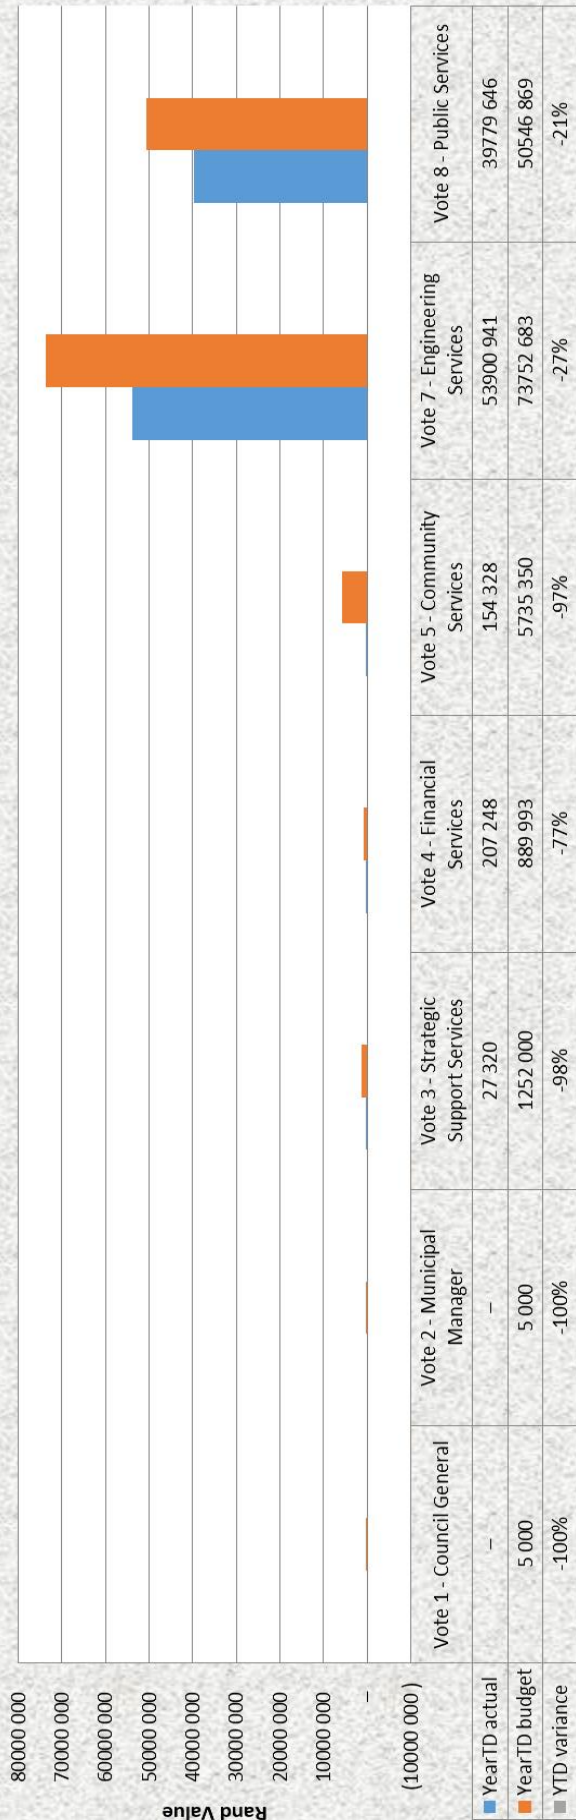 Rand Value
80000 000
70000 000
60000 000
50000 000
40000 000
30000 000
20000 000
10000 000
–
(10000 000 )
Vote 1 - Council General
Vote 2 - Municipal Manager
Vote 3 - Strategic Support Services
Vote 4 - Financial Services
Vote 5 - Community Services
Vote 7 - Engineering Services
Vote 8 - Public Services
YearTD actual – – 27 320 207 248 154 328 53900 941 39779 646
YearTD budget 5 000 5 000 1252 000 889 993 5735 350 73752 683 50546 869
YTD variance -100% -100% -98% -77% -97% -27% -21%